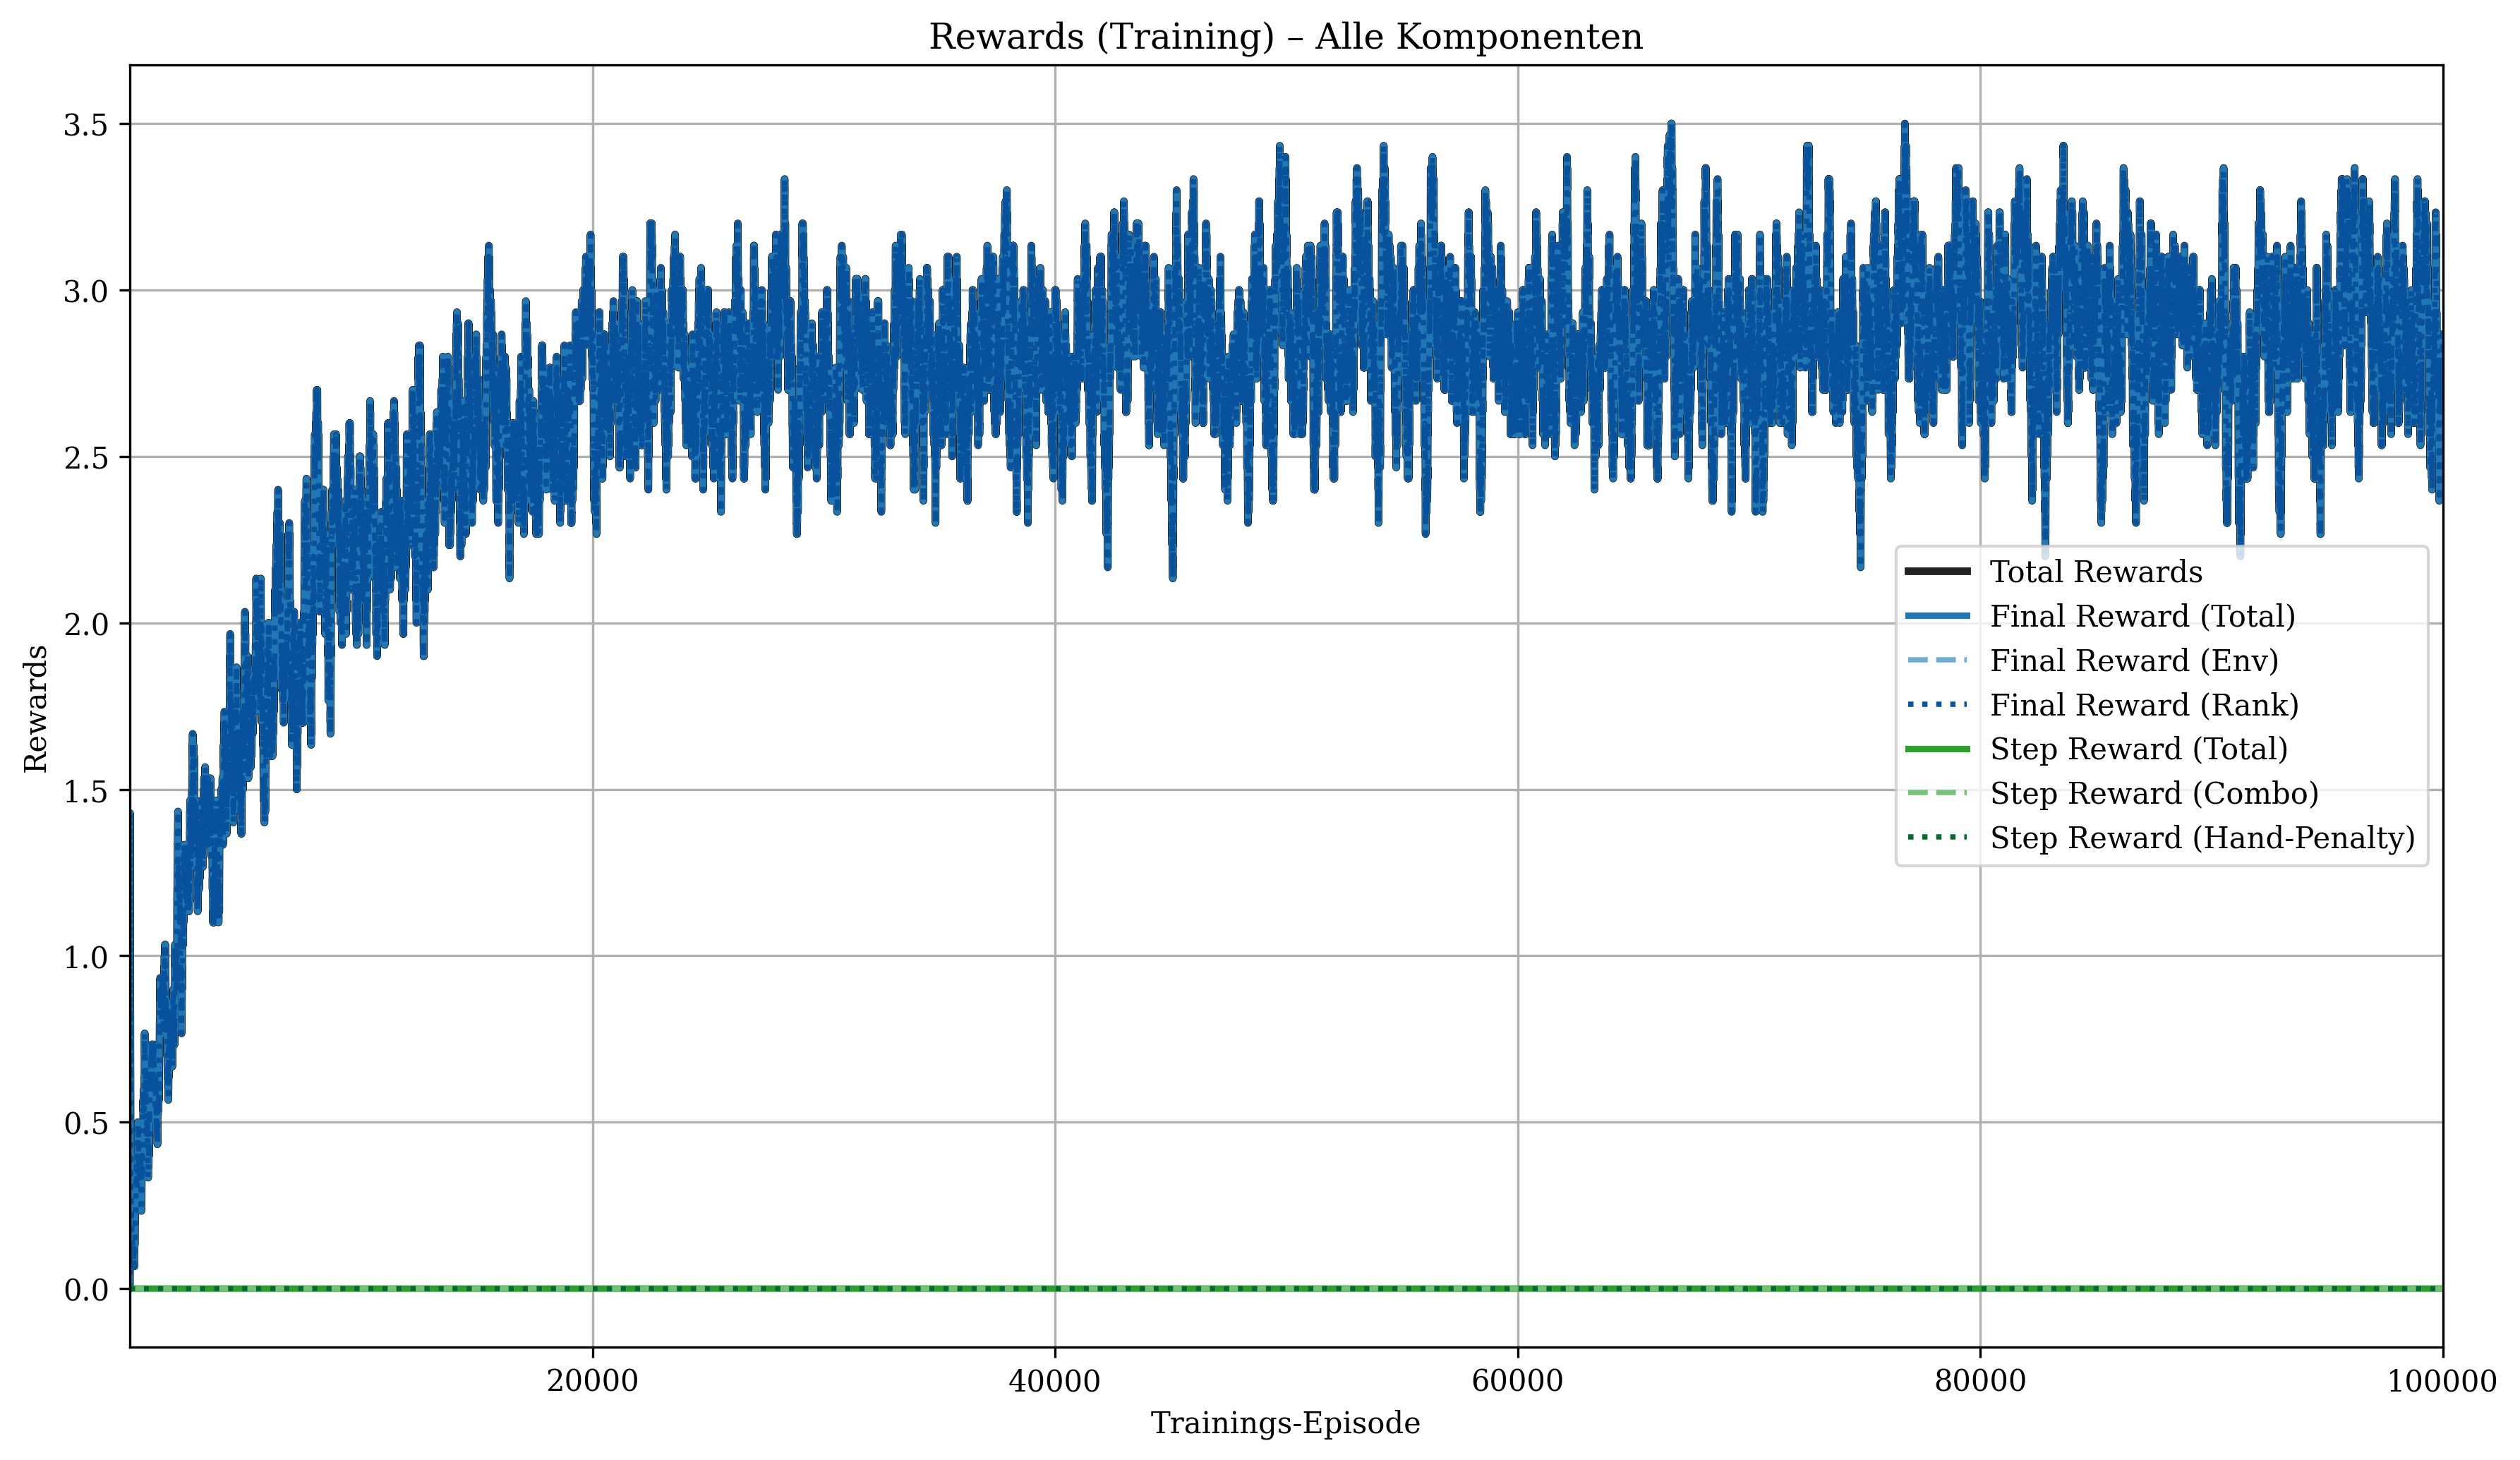 Rewards (Training) – Alle Komponenten
3.5
3.0
2.5
2.0
1.5
1.0
0.5
0.0
Rewards
Total Rewards
Final Reward (Total)
Final Reward (Env)
Final Reward (Rank)
Step Reward (Total)
Step Reward (Combo)
Step Reward (Hand-Penalty)
20000 40000 60000 80000 100000
Trainings-Episode